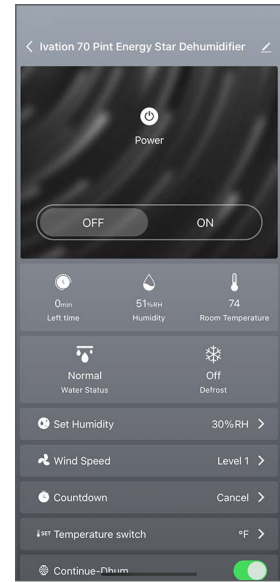 Ivation 70 Pint Energy Star Dehumidifier
Power
OFF ON
0min 51%RH 74
Left time Humidity Room Temperature
Normal Off
Water Status Defrost
Set Humidity 30%RH
Wind Speed Level 1
Countdown Cancel
SET Temperature switch °F
Continue-Dhum